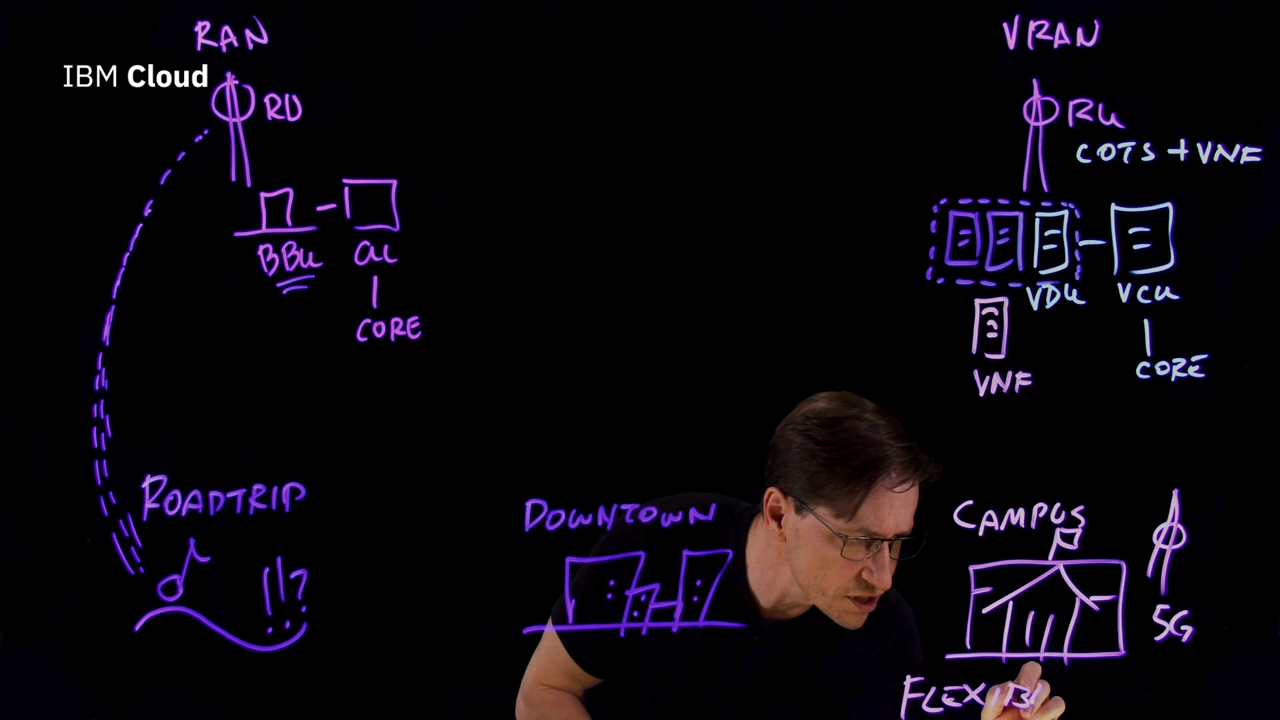 RAN
IBM Cloud
RU
BBU
CU
CORE
ROADTRIP
!!?
DOWNTOWN
VRAN
RU
COTS + VNF
VDU
VCU
VNF
CORE
CAMPUS
5G
FLEXIBI